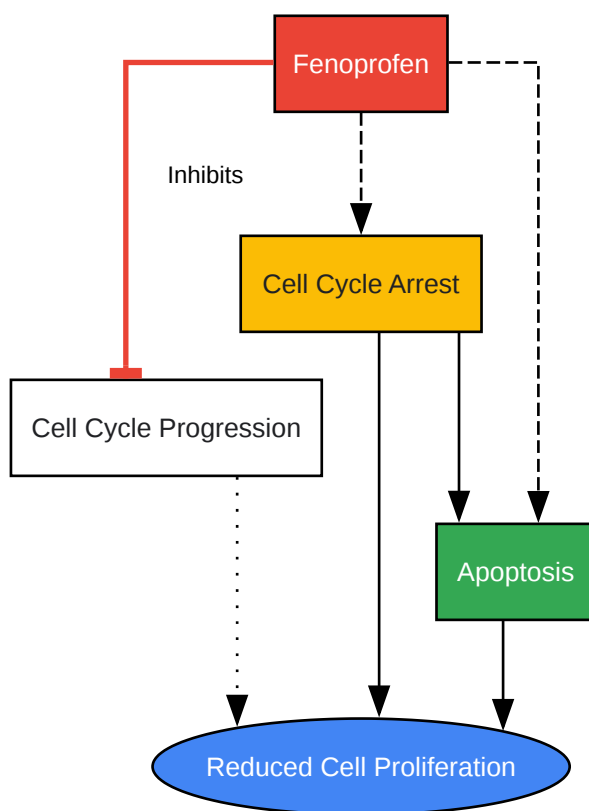 Fenoprofen
Inhibits
Cell Cycle Arrest
Cell Cycle Progression
Apoptosis
Reduced Cell Proliferation